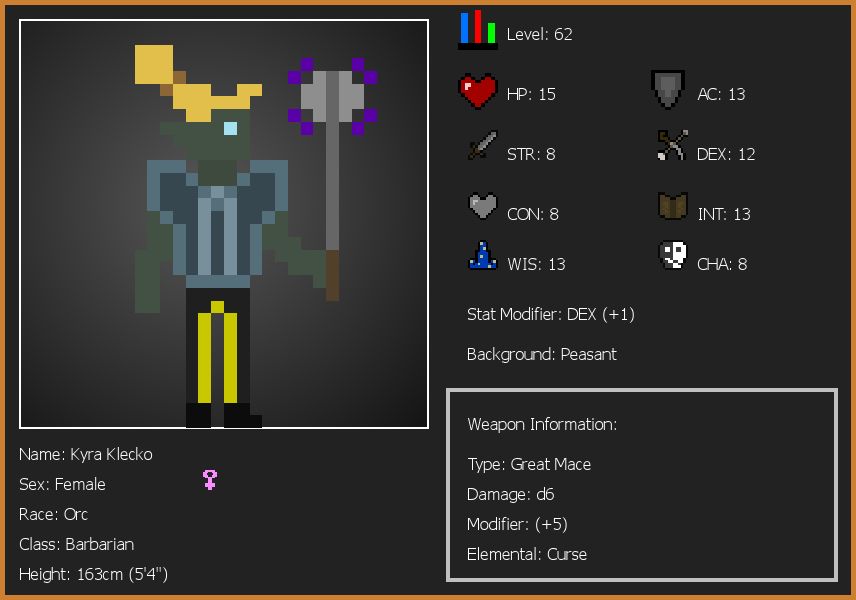 Level: 62
HP: 15
AC: 13
STR: 8
DEX: 12
CON: 8
INT: 13
WIS: 13
CHA: 8
Stat Modifier: DEX (+1)
Background: Peasant
Weapon Information:
Type: Great Mace
Damage: d6
Modifier: (+5)
Elemental: Curse
Name: Kyra Klecko
Sex: Female
Race: Orc
Class: Barbarian
Height: 163cm (5'4")